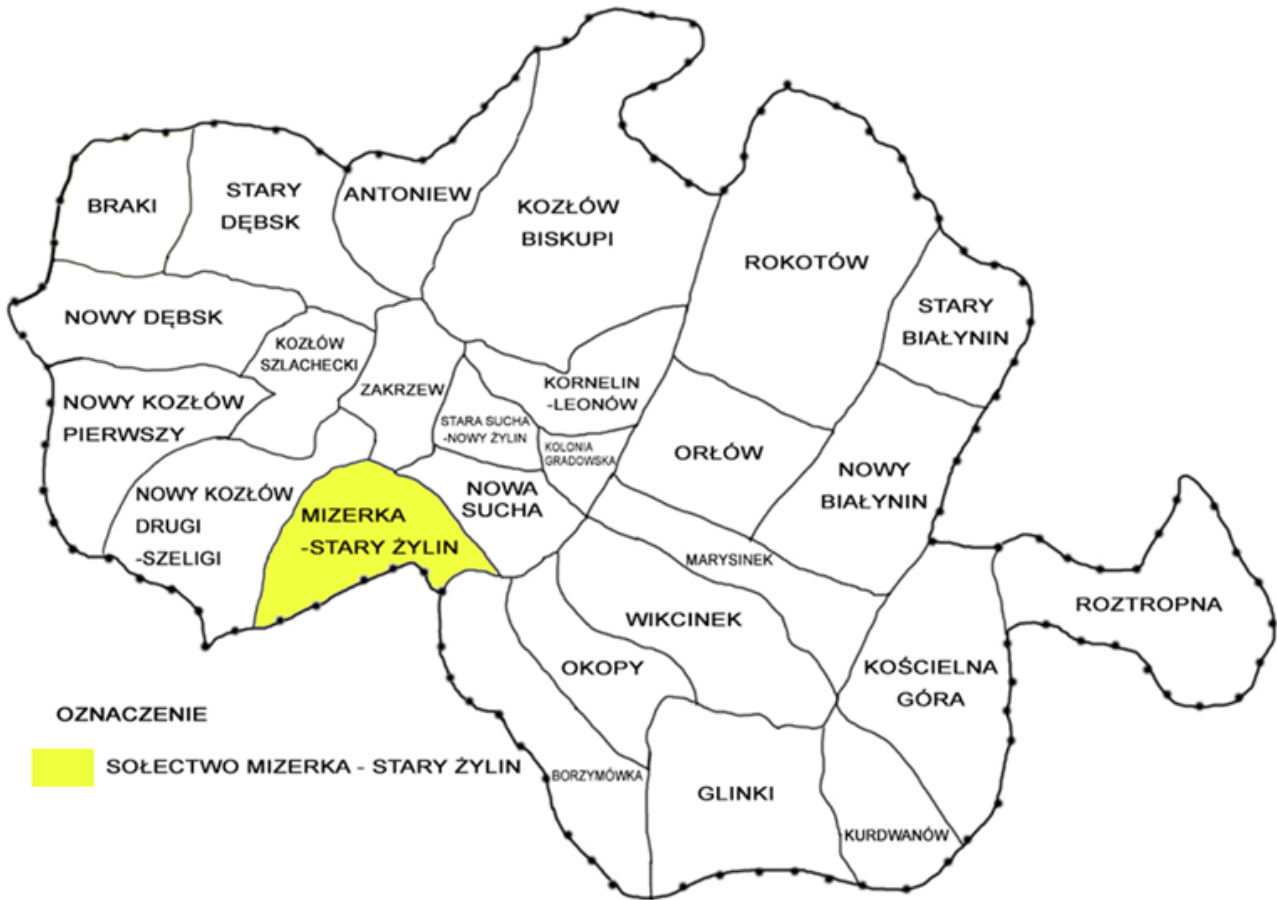 BRAKI
STARY
DĘBSK
ANTONIEW
KOZŁÓW
BISKUPI
ROKOTÓW
STARY
BIAŁYNIN
NOWY DĘBSK
KOZŁÓW
SZLACHECKI
ZAKRZEW
KORNELIN
-LEONÓW
NOWY KOZŁÓW
PIERWSZY
STARA SUCHA
-NOWY ŻYLIN
KOLONIA
GRADOWSKA
ORŁÓW
NOWY
BIAŁYNIN
NOWY KOZŁÓW
DRUGI
-SZELIGI
MIZERKA
-STARY ŻYLIN
NOWA
SUCHA
MARYSINEK
WIKCINEK
ROZTROPNA
OKOPY
KOŚCIELNA
GÓRA
OZNACZENIE
SOŁECTWO MIZERKA - STARY ŻYLIN
BORZYMÓWKA
GLINKI
KURDWANÓW